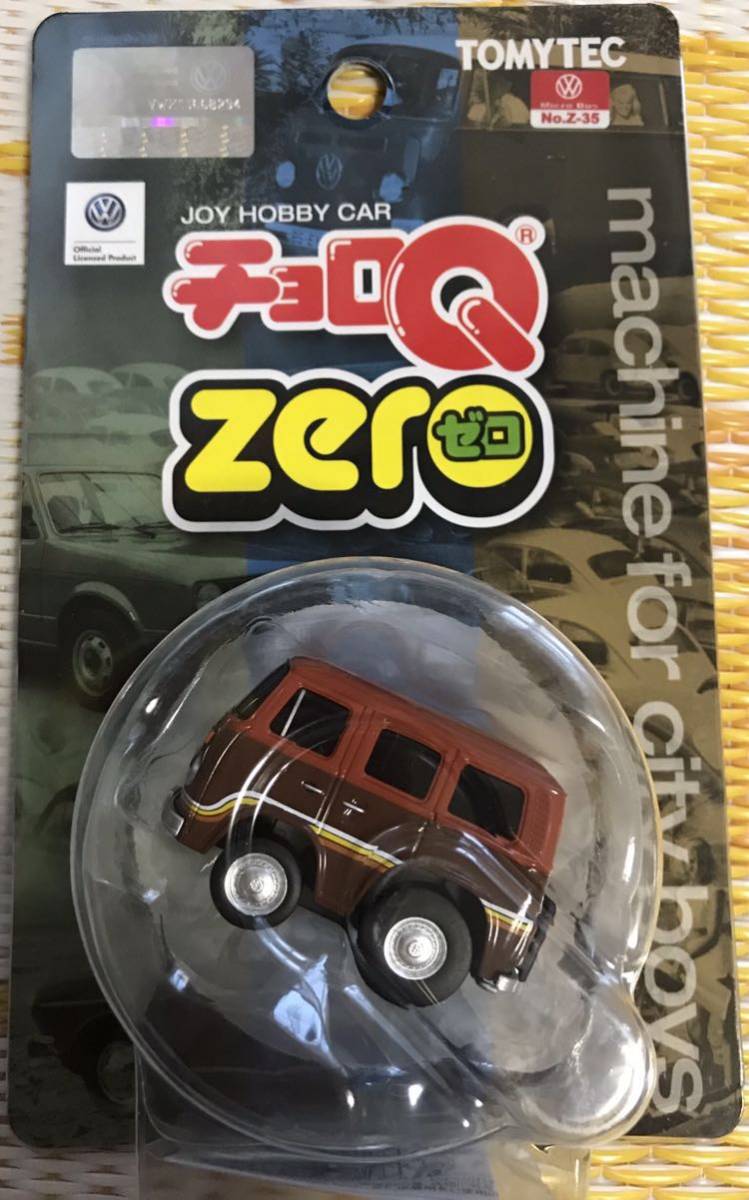 TOMYTEC
Micro Bus
No.Z-35
Official
Licensed Product
JOY HOBBY CAR
チョロQ®
zero
ゼロ
machine for city boys